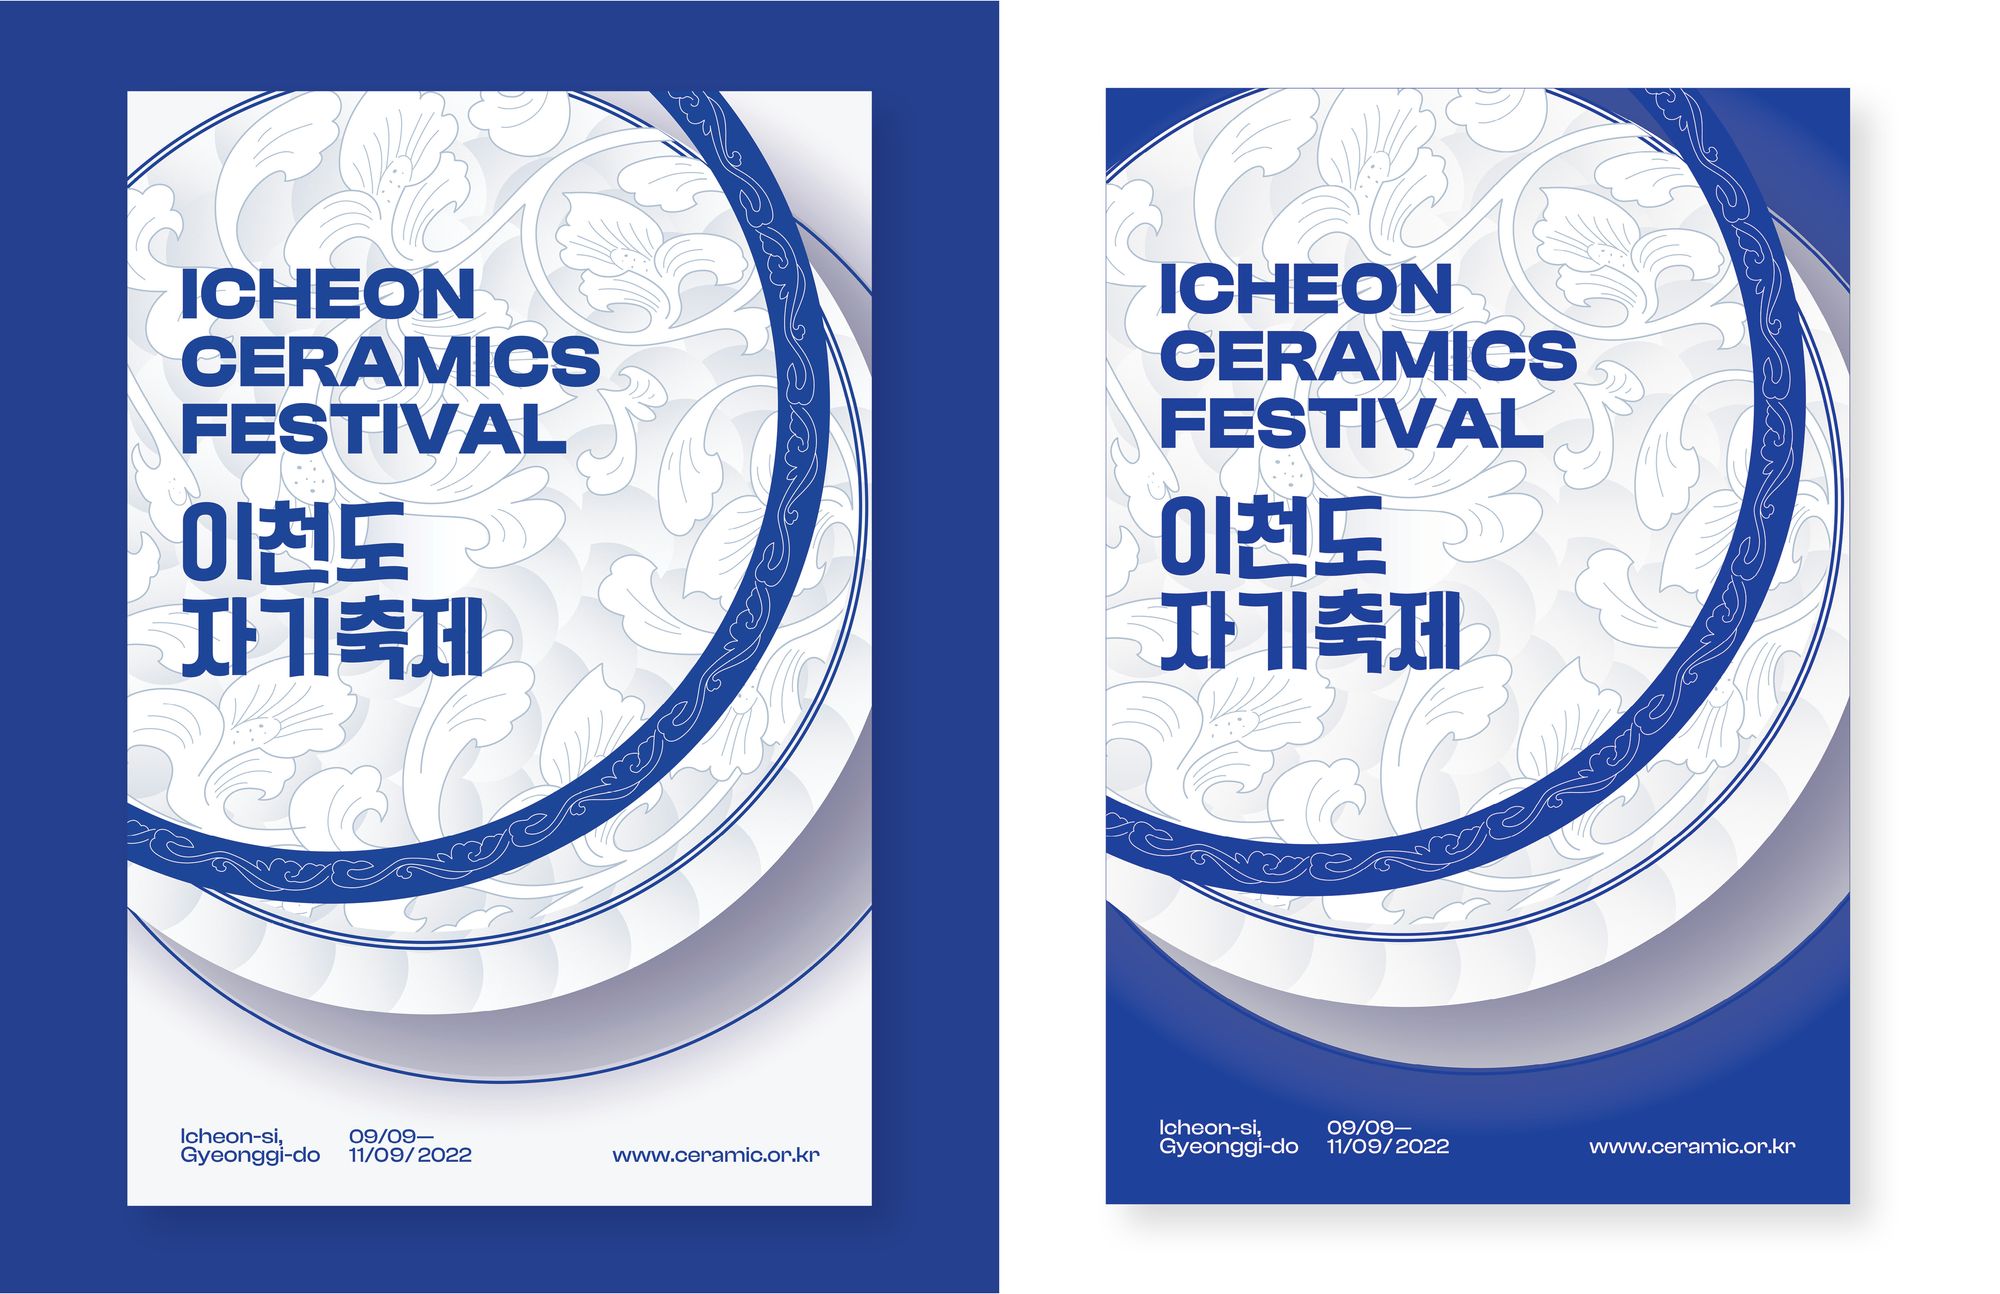 ICHEON
CERAMICS
FESTIVAL
이천도
자기축제
Icheon-si,
Gyeonggi-do
09/09—
11/09/2022
www.ceramic.or.kr
ICHEON
CERAMICS
FESTIVAL
이천도
자기축제
Icheon-si,
Gyeonggi-do
09/09—
11/09/2022
www.ceramic.or.kr